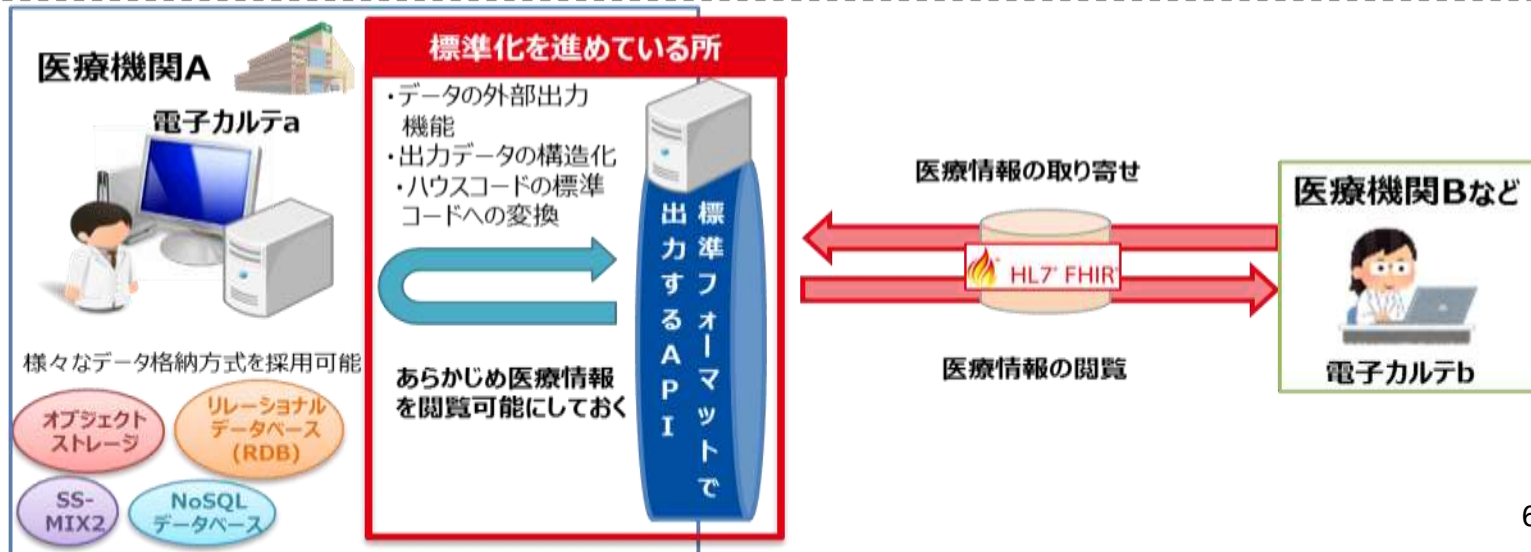 医療機関A
電子カルテa
様々なデータ格納方式を採用可能
オブジェクト
ストレージ
リレーショナル
データベース
(RDB)
SS-
MIX2
NoSQL
データベース
標準化を進めている所
・データの外部出力
機能
・出力データの構造化
・ハウスコードの標準
コードへの変換
あらかじめ医療情報
を閲覧可能にしておく
標準フォーマットで
出力するAPI
医療情報の取り寄せ
HL7® FHIR®
医療情報の閲覧
医療機関Bなど
電子カルテb
6